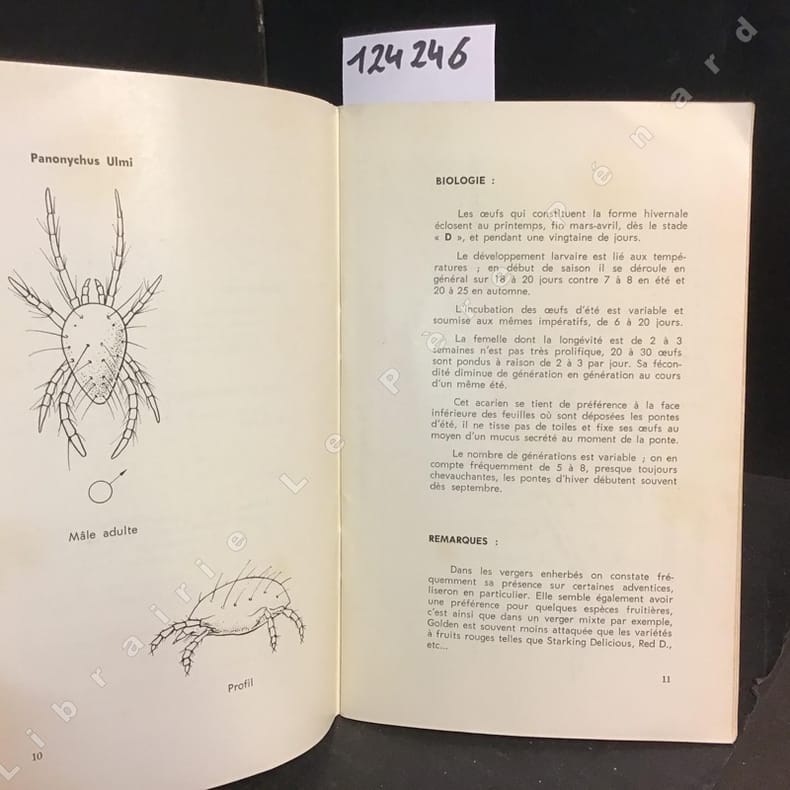 124246
Panonychus Ulmi
Mâle adulte
Profil
10
BIOLOGIE :
Les œufs qui constituent la forme hivernale
éclosent au printemps, fin mars-avril, dès le stade
« D », et pendant une vingtaine de jours.
Le développement larvaire est lié aux tempé-
ratures ; en début de saison il se déroule en
général sur 18 à 20 jours contre 7 à 8 en été et
20 à 25 en automne.
L'incubation des œufs d'été est variable et
soumise aux mêmes impératifs, de 6 à 20 jours.
La femelle dont la longévité est de 2 à 3
semaines n'est pas très prolifique, 20 à 30 œufs
sont pondus à raison de 2 à 3 par jour. Sa fécon-
dité diminue de génération en génération au cours
d'un même été.
Cet acarien se tient de préférence à la face
inférieure des feuilles où sont déposées les pontes
d'été, il ne tisse pas de toiles et fixe ses œufs au
moyen d'un mucus secrété au moment de la ponte.
Le nombre de générations est variable ; on en
compte fréquemment de 5 à 8, presque toujours
chevauchantes, les pontes d'hiver débutent souvent
dès septembre.
REMARQUES :
Dans les vergers enherbés on constate fré-
quemment sa présence sur certaines adventices,
liseron en particulier. Elle semble également avoir
une préférence pour quelques espèces fruitières,
c'est ainsi que dans un verger mixte par exemple,
Golden est souvent moins attaquée que les variétés
à fruits rouges telles que Starking Delicious, Red D.,
etc...
11
Librairie Le Père Pénard